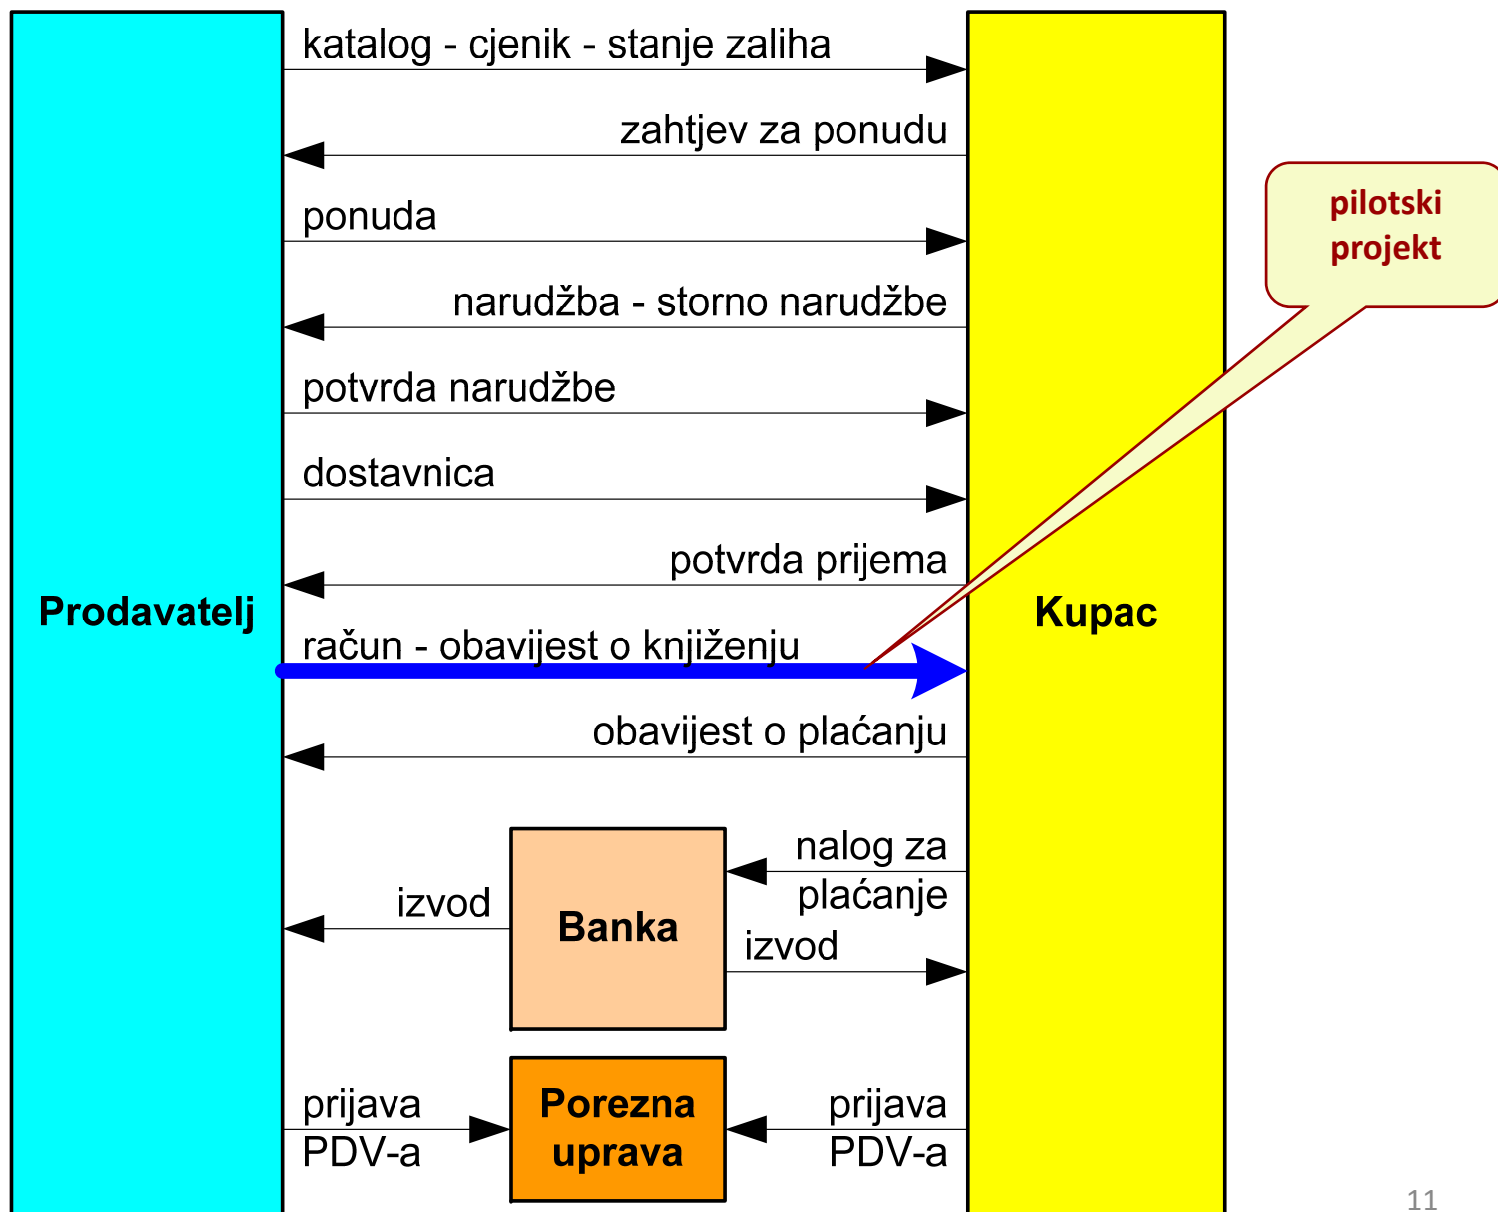 katalog - cjenik - stanje zaliha
zahtjev za ponudu
pilotski
projekt
ponuda
narudžba - storno narudžbe
potvrda narudžbe
dostavnica
potvrda prijema
Prodavatelj
Kupac
račun - obavijest o knjiženju
obavijest o plaćanju
nalog za
plaćanje
izvod
Banka
izvod
prijava
PDV-a
Porezna
uprava
prijava
PDV-a
11